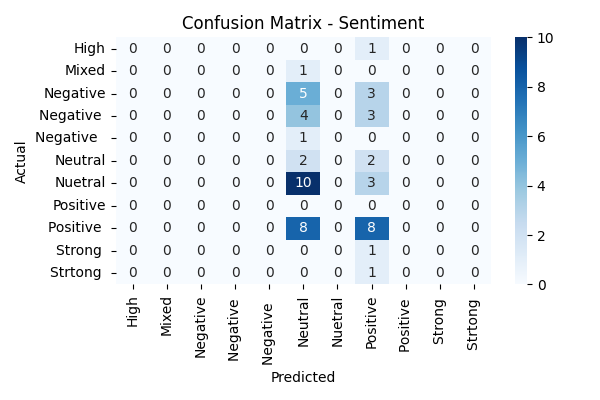 Confusion Matrix - Sentiment
High 0 0 0 0 0 0 0 1 0 0 0
Mixed 0 0 0 0 0 1 0 0 0 0 0
Negative 0 0 0 0 0 5 0 3 0 0 0
Negative 0 0 0 0 0 4 0 3 0 0 0
Negative 0 0 0 0 0 1 0 0 0 0 0
Neutral 0 0 0 0 0 2 0 2 0 0 0
Nuetral 0 0 0 0 0 10 0 3 0 0 0
Positive 0 0 0 0 0 0 0 0 0 0 0
Positive 0 0 0 0 0 8 0 8 0 0 0
Strong 0 0 0 0 0 0 0 1 0 0 0
Strtong 0 0 0 0 0 0 0 1 0 0 0
Actual
High Mixed Negative Negative Negative Neutral Nuetral Positive Positive Strong Strtong
Predicted
10
8
6
4
2
0